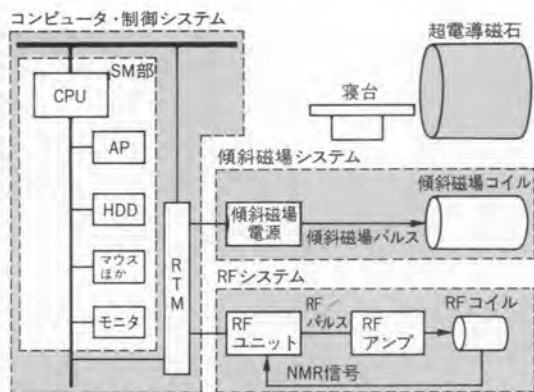 コンピュータ・制御システム
SM部
CPU
AP
HDD
マウス
ほか
モニタ
RTM
超電導磁石
寝台
傾斜磁場システム
傾斜磁場コイル
傾斜磁場
電源
傾斜磁場パルス
RFシステム
RF
ユニット
RF
パルス
RF
アンプ
RFコイル
NMR信号